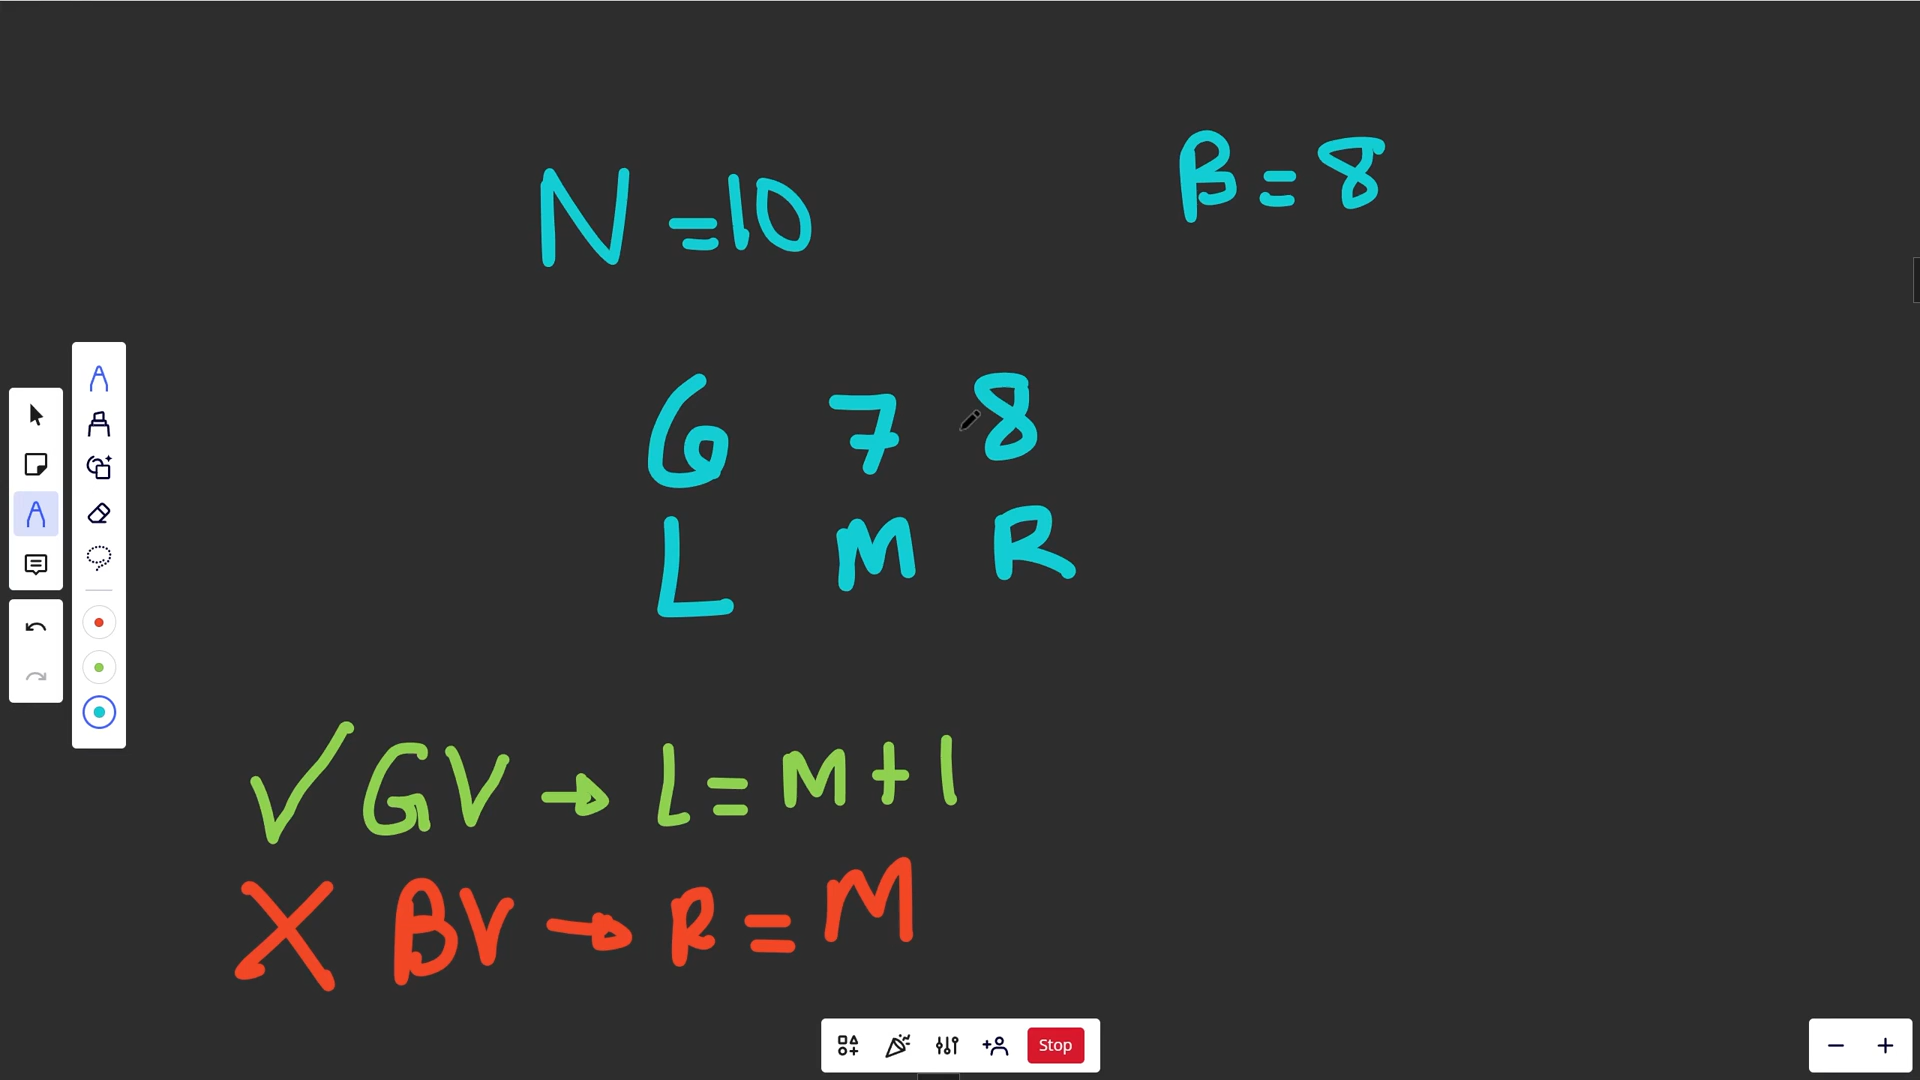 N=10
B=8
6 7 8
L M R
✓ GV → L=M+1
X BV → R=M
Stop